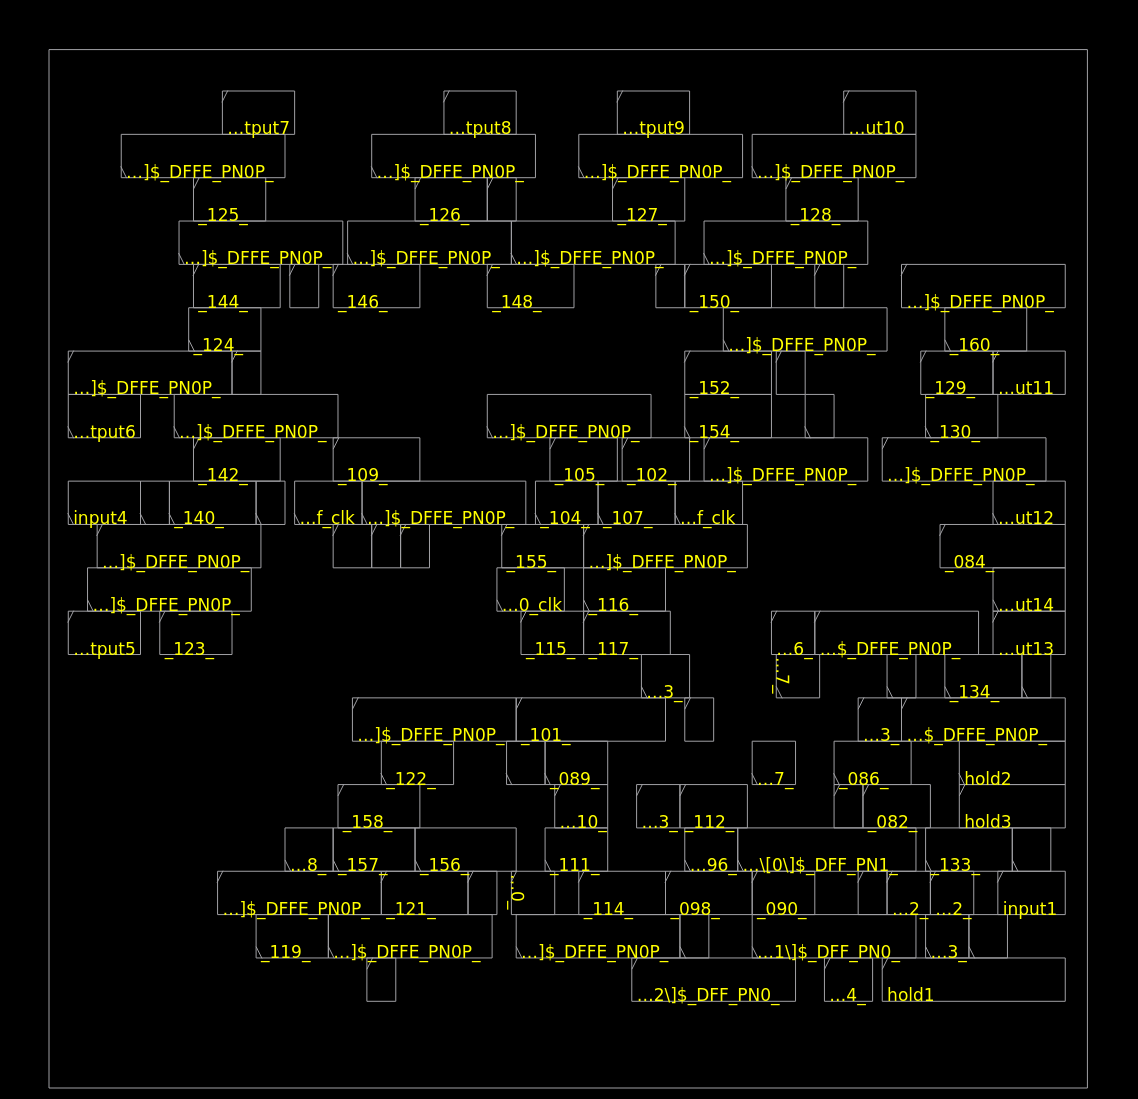 ...tput7 ...tput8 ...tput9 ...ut10
...]$_DFFE_PN0P_ ...]$_DFFE_PN0P_ ...]$_DFFE_PN0P_ ...]$_DFFE_PN0P_
_125_ _126_ _127_ _128_
...]$_DFFE_PN0P_ ...]$_DFFE_PN0P_ ...]$_DFFE_PN0P_ ...]$_DFFE_PN0P_
_144_ _146_ _148_ _150_ ...]$_DFFE_PN0P_
_124_ ...]$_DFFE_PN0P_ _160_
...]$_DFFE_PN0P_ _152_ _129_ ...ut11
...tput6 ...]$_DFFE_PN0P_ ...]$_DFFE_PN0P_ _154_ _130_
_142_ _109_ _105_ _102_ ...]$_DFFE_PN0P_ ...]$_DFFE_PN0P_
input4 _140_ ...f_clk ...]$_DFFE_PN0P_ _104_ _107_ ...f_clk ...ut12
...]$_DFFE_PN0P_ _155_ ...]$_DFFE_PN0P_ _084_
...]$_DFFE_PN0P_ ...0_clk _116_ ...ut14
...tput5 _123_ _115_ _117_ ...6_ ...$_DFFE_PN0P_ ...ut13
...3_ ...7_ _134_
...]$_DFFE_PN0P_ _101_ ...3_ ...$_DFFE_PN0P_
_122_ _089_ ...7_ _086_ hold2
_158_ ...10_ ...3_ _112_ _082_ hold3
...8_ _157_ _156_ _111_ ...96_ ...\[0\]$_DFF_PN1_ _133_
...]$_DFFE_PN0P_ _121_ ...0_ _114_ _098_ _090_ ...2_ ...2_ input1
_119_ ...]$_DFFE_PN0P_ ...]$_DFFE_PN0P_ ...1\]$_DFF_PN0_ ...3_
...2\]$_DFF_PN0_ ...4_ hold1